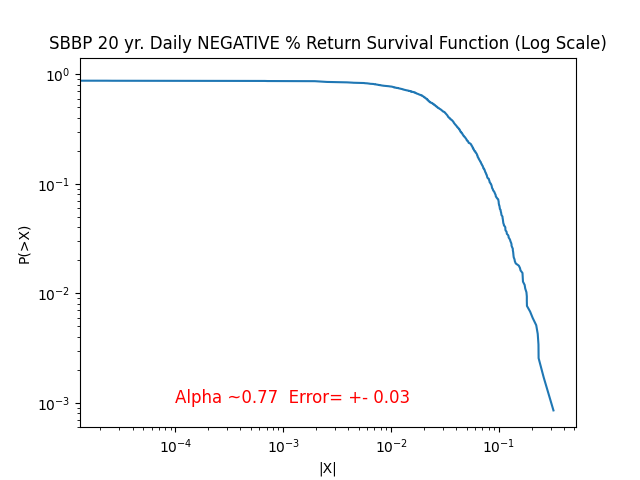 SBBP 20 yr. Daily NEGATIVE % Return Survival Function (Log Scale)
10⁰
10⁻¹
10⁻²
10⁻³
P(>X)
Alpha ~0.77  Error= +- 0.03
10⁻⁴ 10⁻³ 10⁻² 10⁻¹
|X|